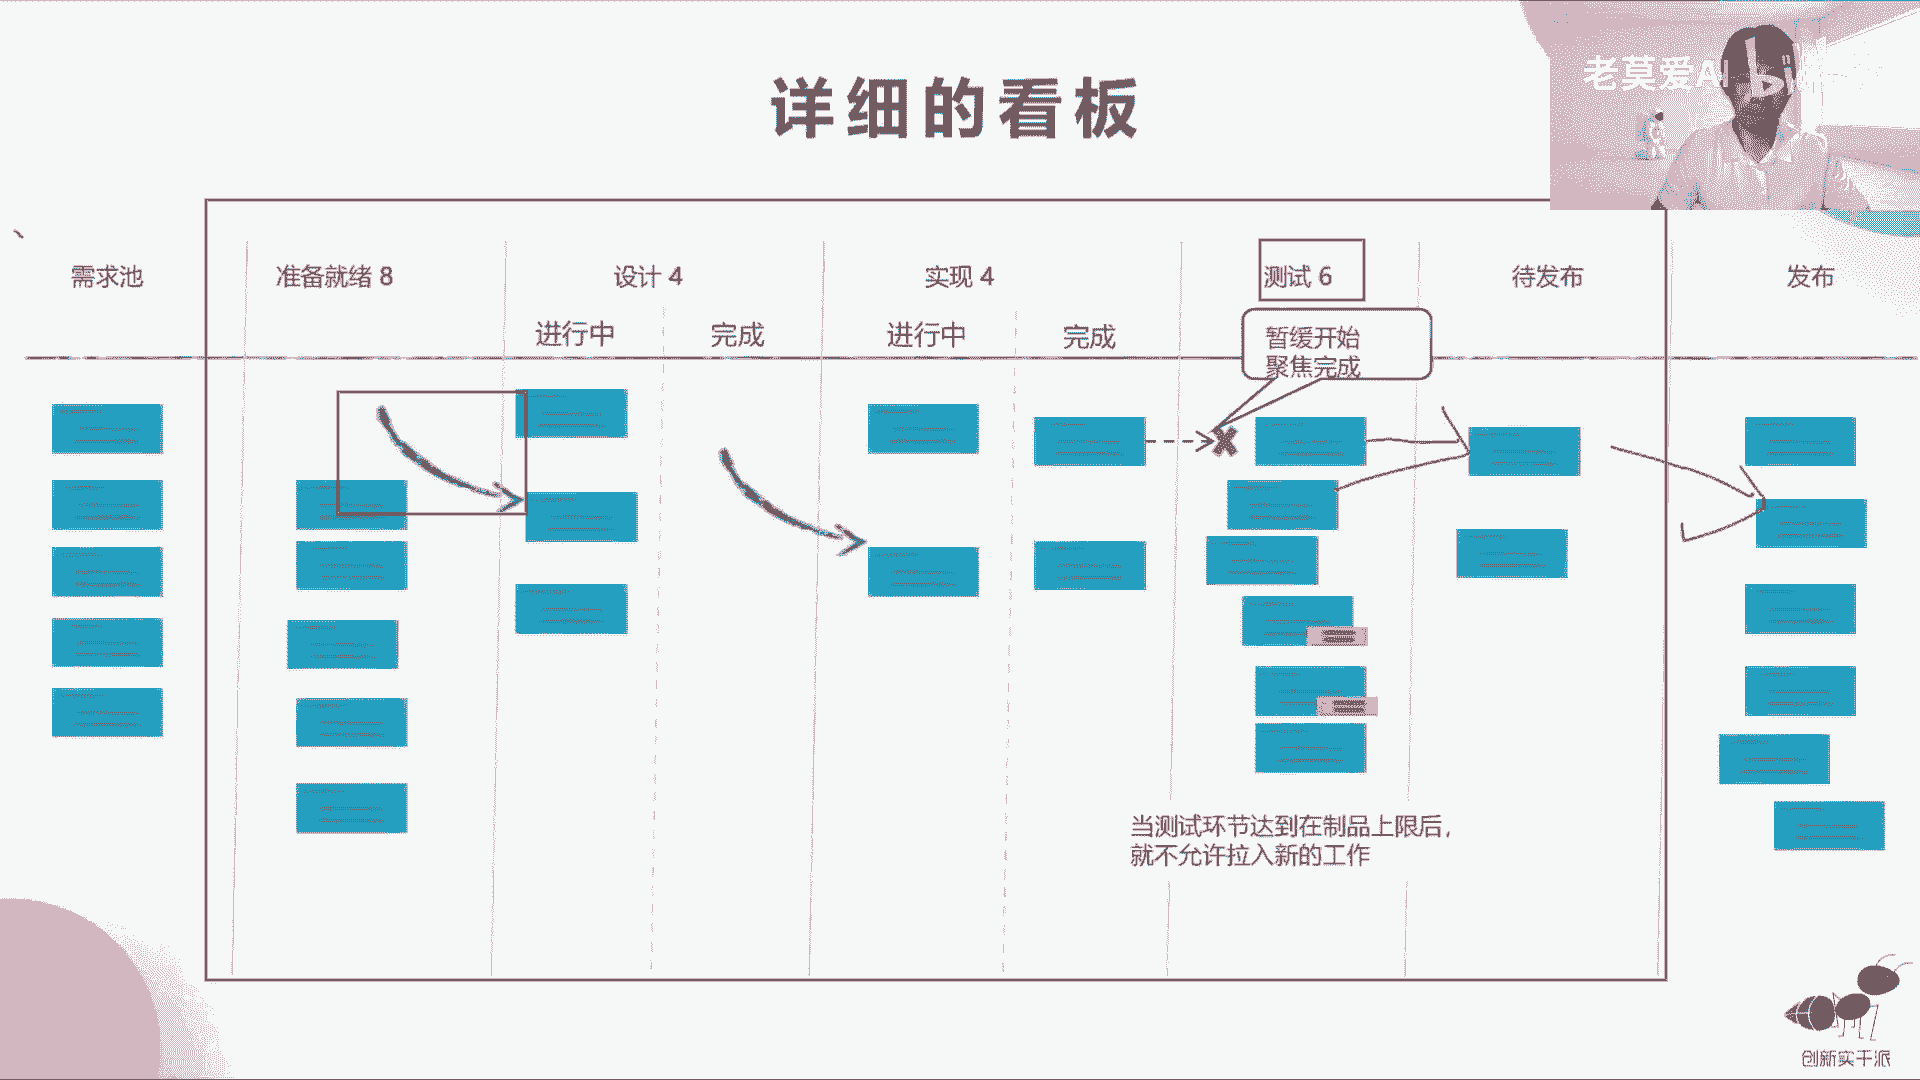 详细的看板
老莫爱AI
需求池
准备就绪 8
设计 4
实现 4
测试 6
待发布
发布
进行中
完成
进行中
完成
暂缓开始
聚焦完成
当测试环节达到在制品上限后，
就不允许拉入新的工作
创新实干派